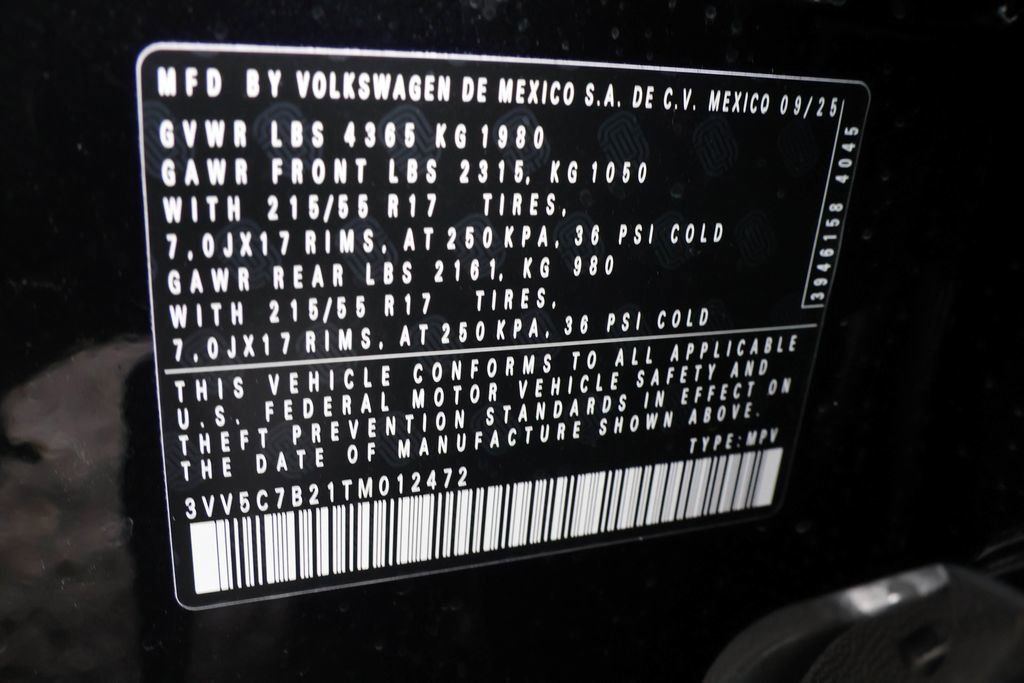 MFD BY VOLKSWAGEN DE MEXICO S.A. DE C.V. MEXICO 09/25
GVWR LBS 4365 KG 1980
GAWR FRONT LBS 2315, KG 1050
WITH 215/55 R17 TIRES,
7,0JX17 RIMS, AT 250 KPA, 36 PSI COLD
GAWR REAR LBS 2161, KG 980
WITH 215/55 R17 TIRES,
7,0JX17 RIMS, AT 250 KPA, 36 PSI COLD
3946158 4045
THIS VEHICLE CONFORMS TO ALL APPLICABLE
U.S. FEDERAL MOTOR VEHICLE SAFETY AND
THEFT PREVENTION STANDARDS IN EFFECT ON
THE DATE OF MANUFACTURE SHOWN ABOVE.
TYPE: MPV
3VV5C7B21TM012472